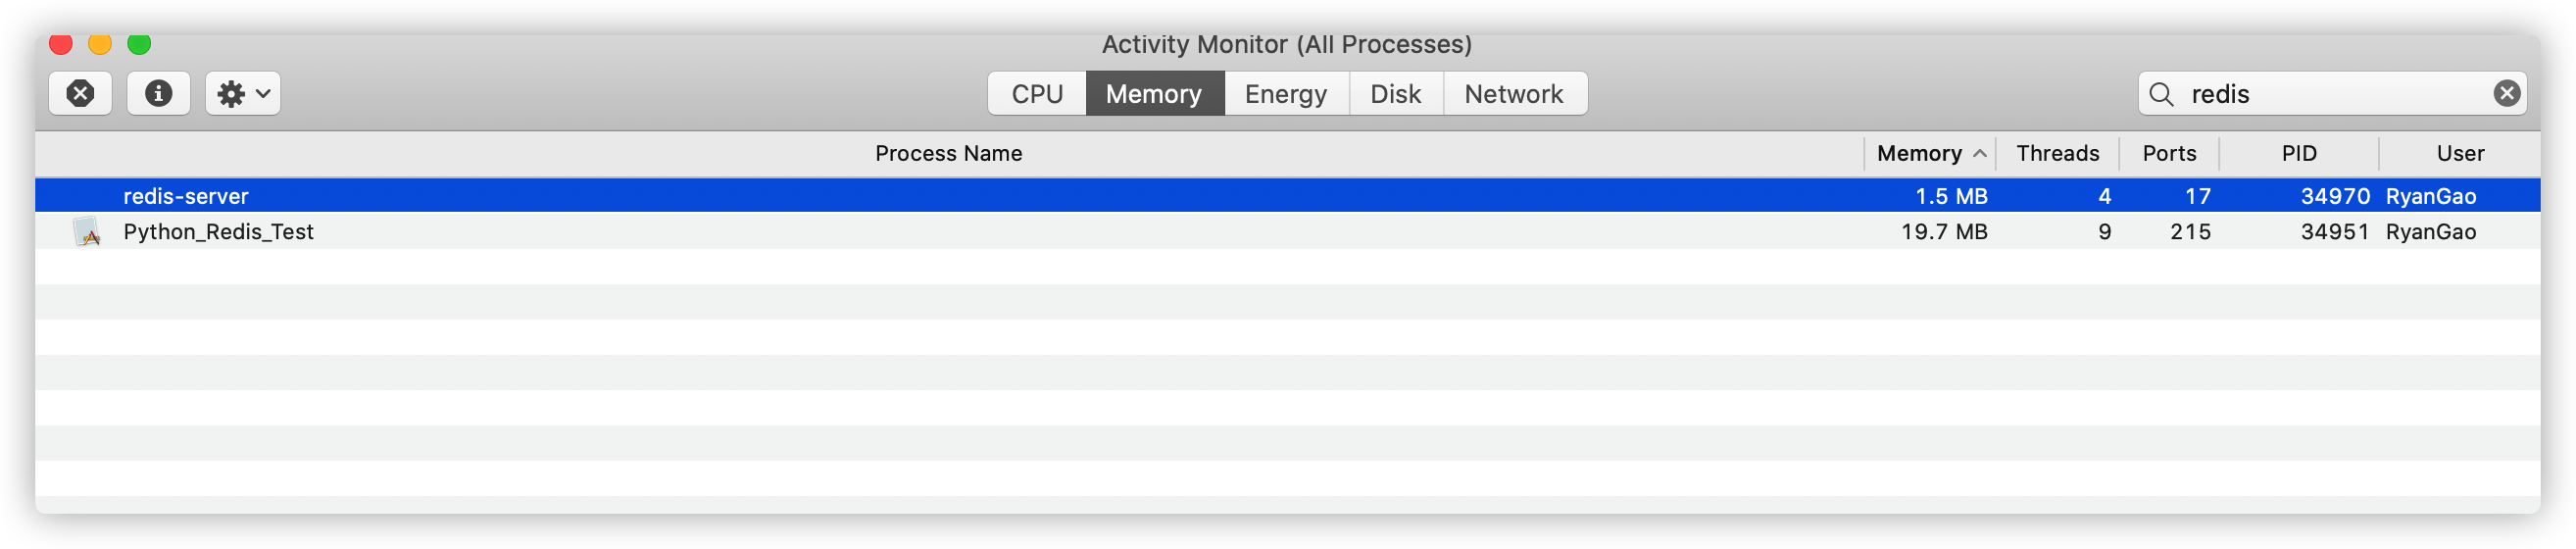 Activity Monitor (All Processes)
CPU Memory Energy Disk Network redis
Process Name Memory Threads Ports PID User
redis-server 1.5 MB 4 17 34970 RyanGao
Python_Redis_Test 19.7 MB 9 215 34951 RyanGao